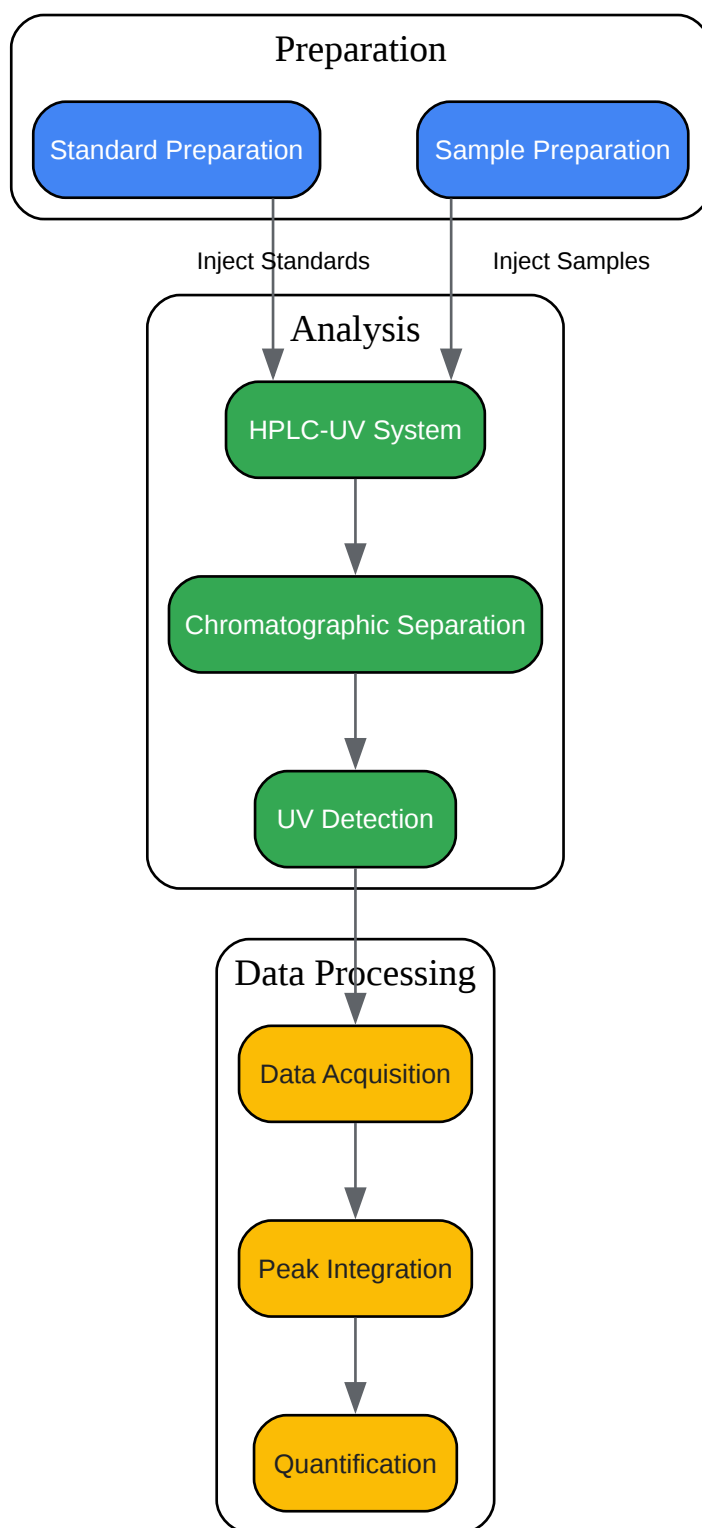 Preparation
Standard Preparation
Sample Preparation
Inject Standards
Inject Samples
Analysis
HPLC-UV System
Chromatographic Separation
UV Detection
Data Processing
Data Acquisition
Peak Integration
Quantification